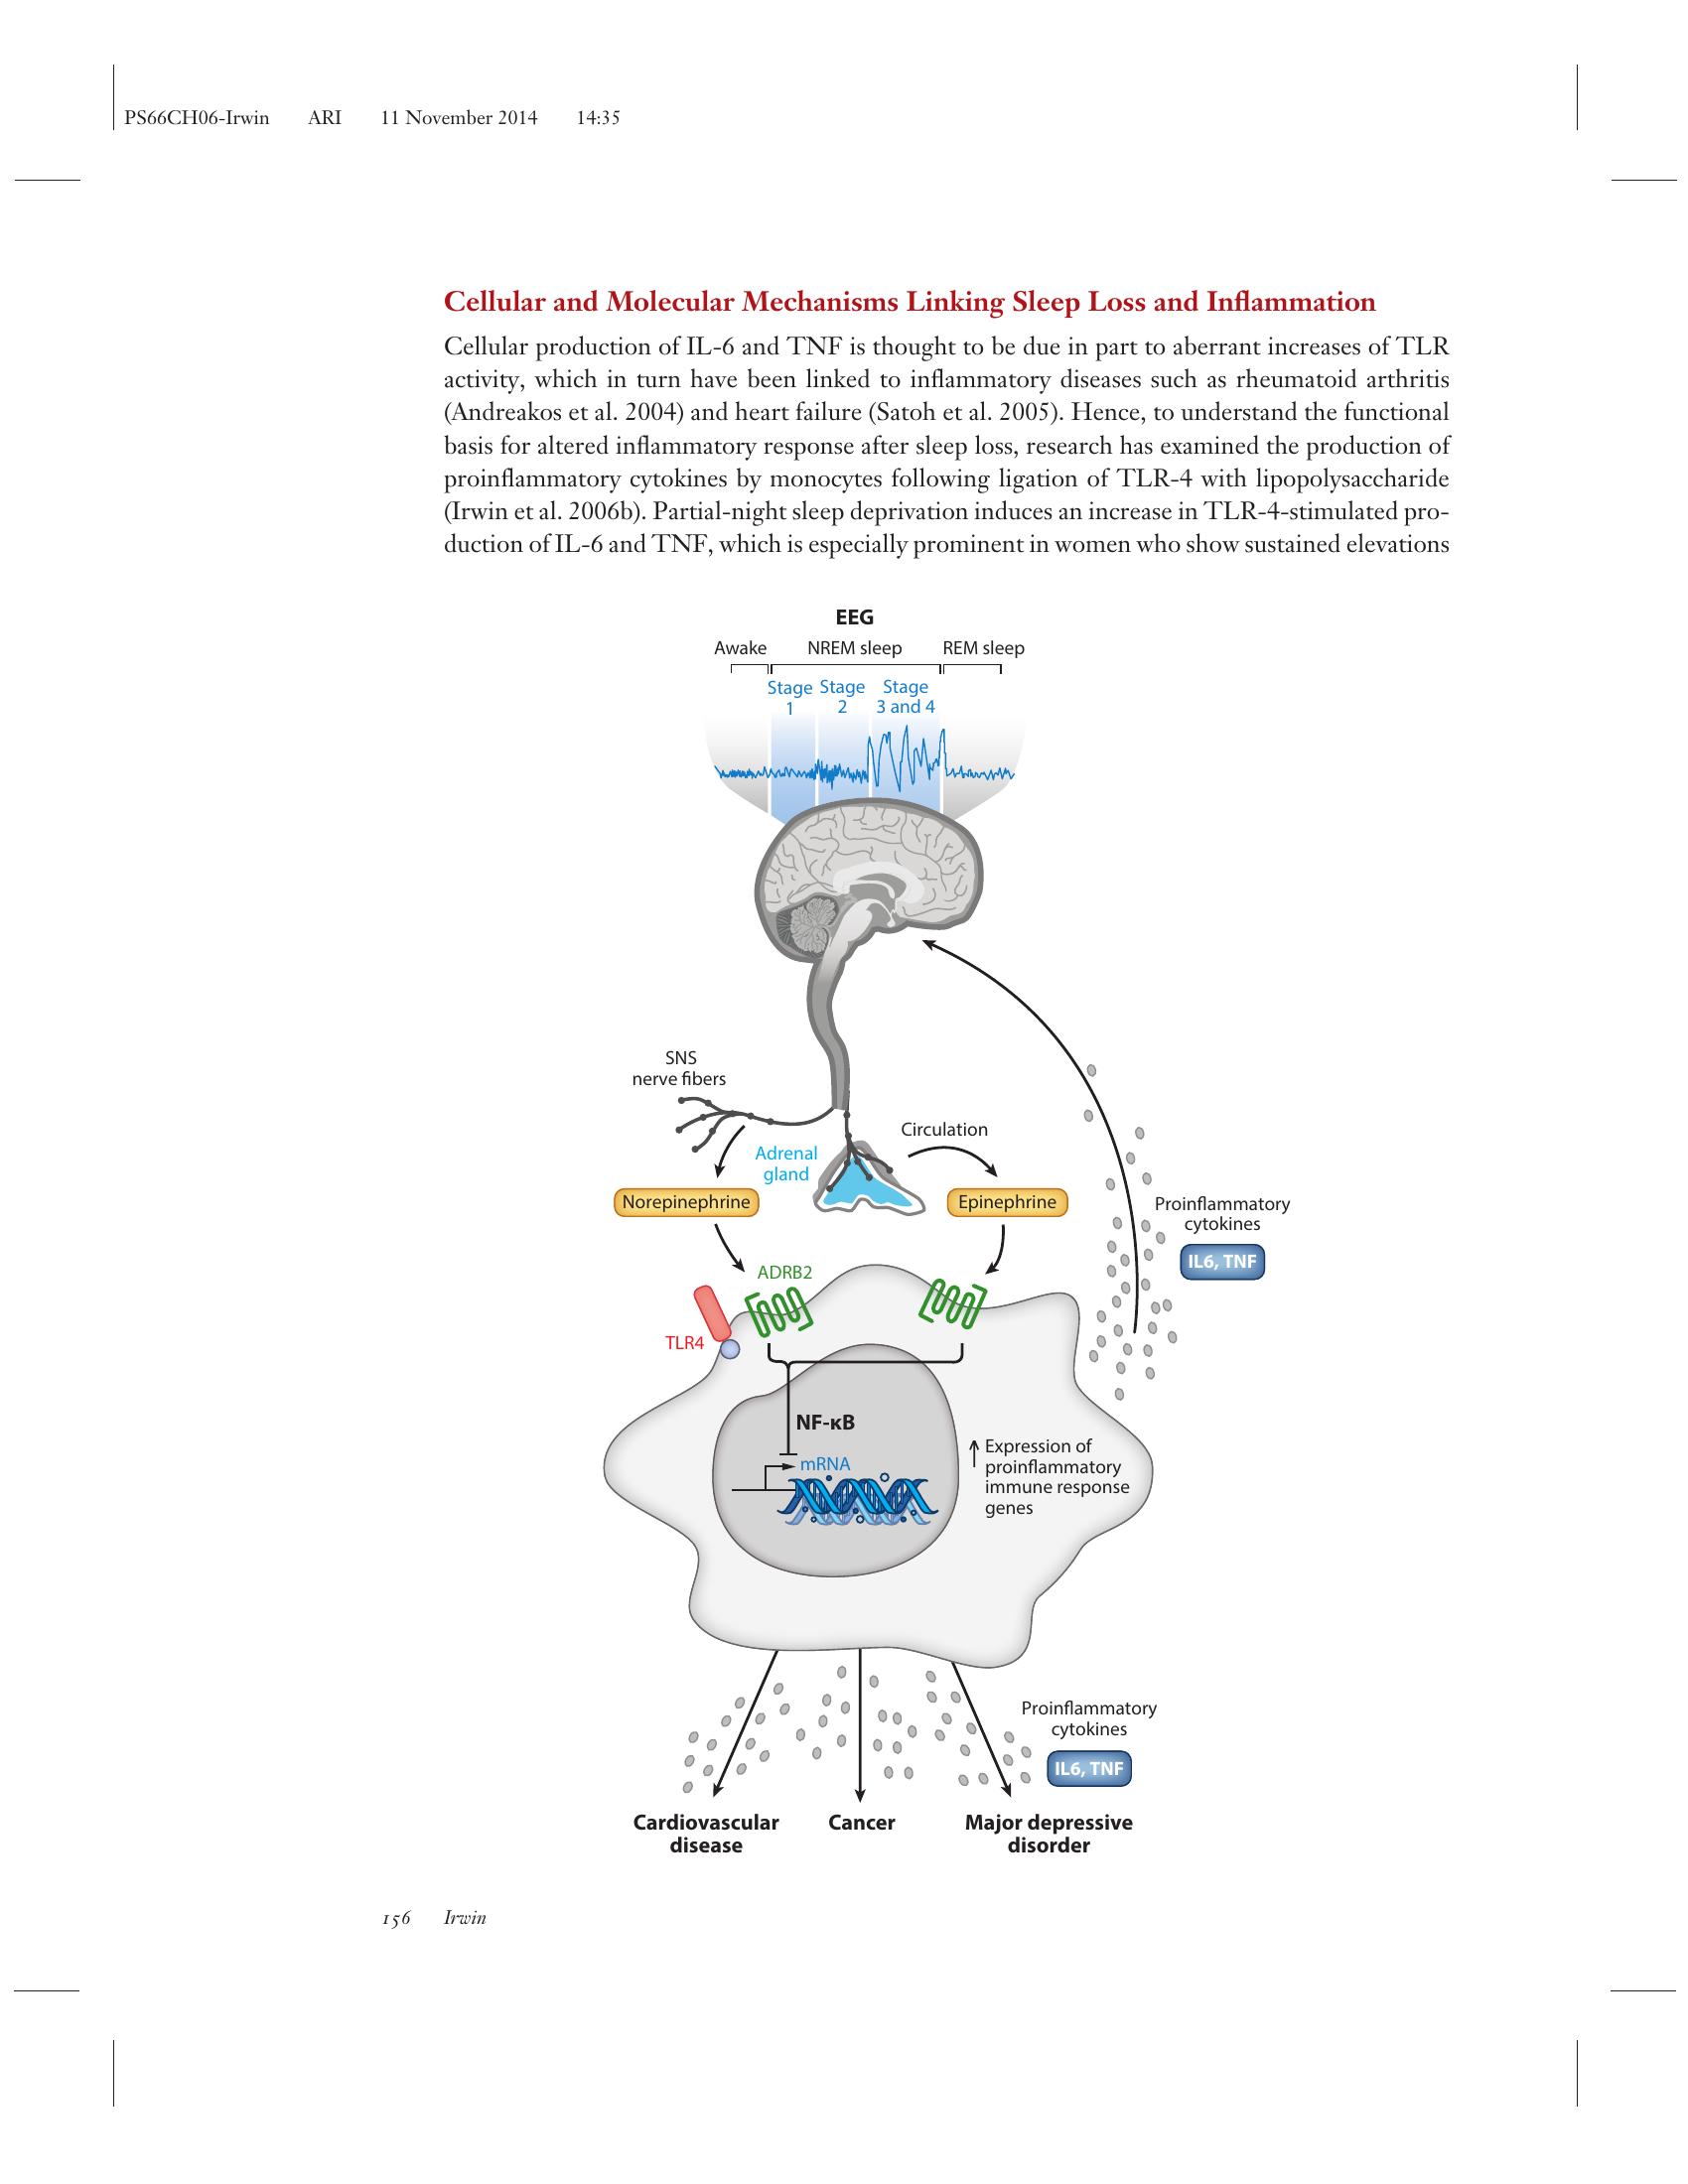 PS66CH06-Irwin ARI 11 November 2014 14:35
Cellular and Molecular Mechanisms Linking Sleep Loss and Inflammation
Cellular production of IL-6 and TNF is thought to be due in part to aberrant increases of TLR
activity, which in turn have been linked to inflammatory diseases such as rheumatoid arthritis
(Andreakos et al. 2004) and heart failure (Satoh et al. 2005). Hence, to understand the functional
basis for altered inflammatory response after sleep loss, research has examined the production of
proinflammatory cytokines by monocytes following ligation of TLR-4 with lipopolysaccharide
(Irwin et al. 2006b). Partial-night sleep deprivation induces an increase in TLR-4-stimulated pro-
duction of IL-6 and TNF, which is especially prominent in women who show sustained elevations
EEG
Awake NREM sleep REM sleep
Stage Stage Stage
1 2 3 and 4
SNS
nerve fibers
Circulation
Adrenal
gland
Norepinephrine
Epinephrine
Proinflammatory
cytokines
IL6, TNF
ADRB2
TLR4
NF-κB
mRNA
Expression of
proinflammatory
immune response
genes
Proinflammatory
cytokines
IL6, TNF
Cardiovascular
disease
Cancer
Major depressive
disorder
156 Irwin